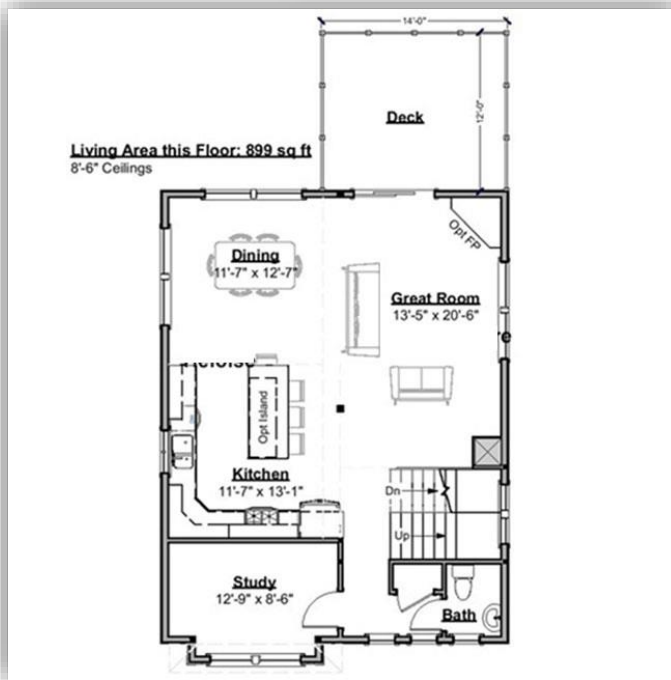 14'-0"
Deck
12'-0"
Living Area this Floor: 899 sq ft
8'-6" Ceilings
Opt FP
Dining
11'-7" x 12'-7"
Great Room
13'-5" x 20'-6"
Opt Island
Kitchen
11'-7" x 13'-1"
Dn
Up
Study
12'-9" x 8'-6"
Bath